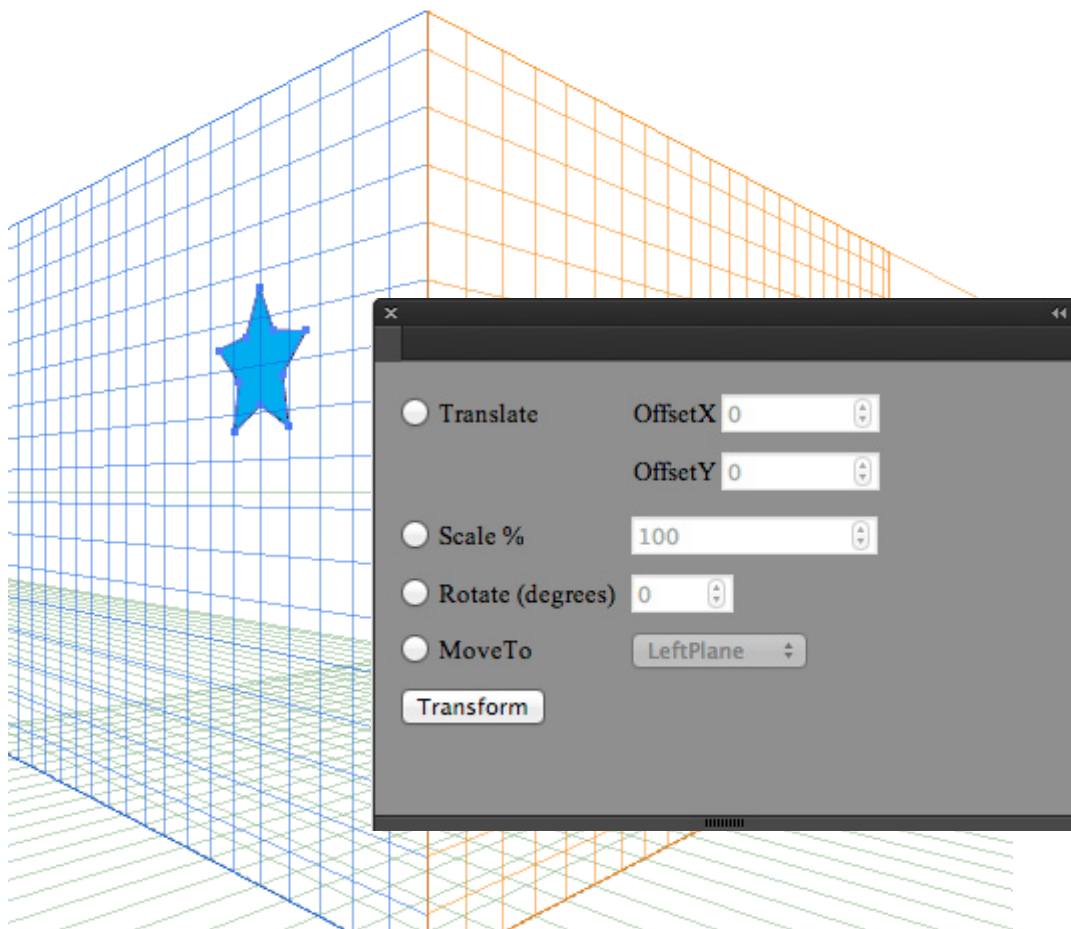 Translate OffsetX 0
OffsetY 0
Scale % 100
Rotate (degrees) 0
MoveTo LeftPlane
Transform